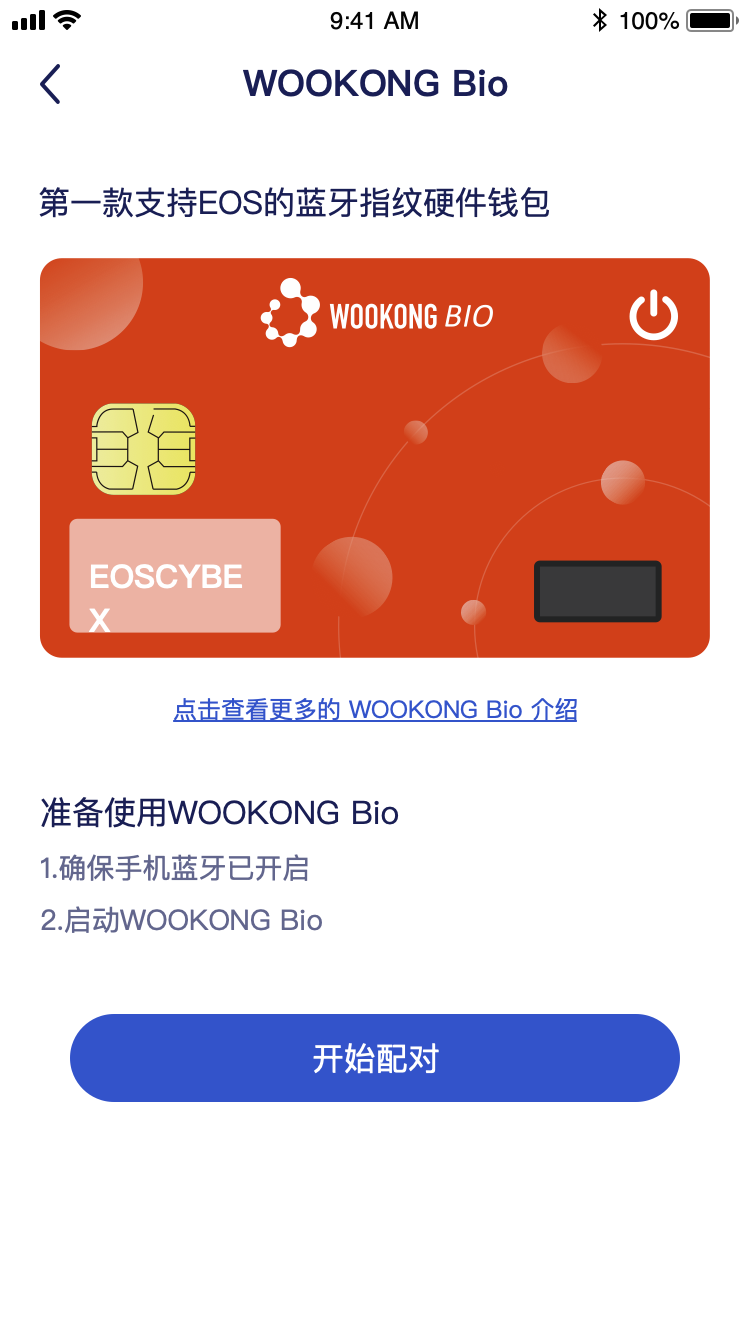 9:41 AM 100%
WOOKONG Bio
第一款支持EOS的蓝牙指纹硬件钱包
WOOKONG BIO
EOSCYBE
X
点击查看更多的 WOOKONG Bio 介绍
准备使用WOOKONG Bio
1.确保手机蓝牙已开启
2.启动WOOKONG Bio
开始配对